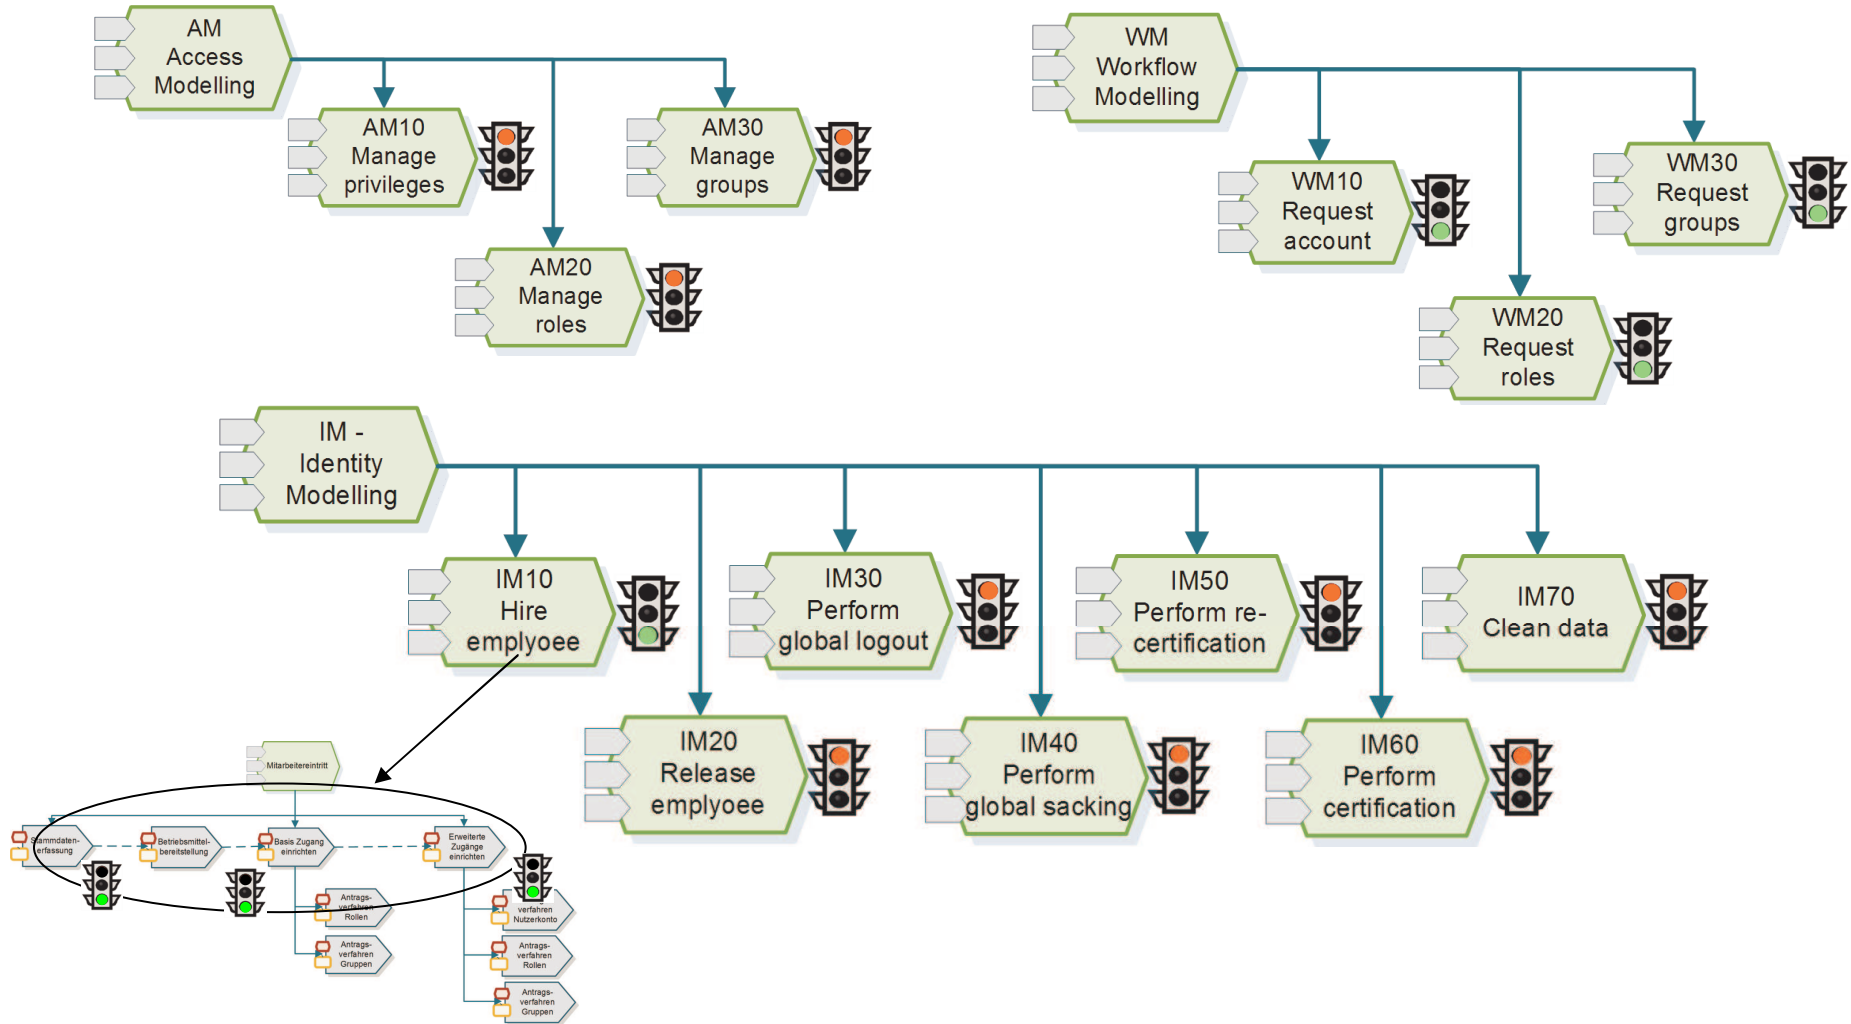 AM
Access
Modelling
AM10
Manage
privileges
AM30
Manage
groups
AM20
Manage
roles
WM
Workflow
Modelling
WM10
Request
account
WM30
Request
groups
WM20
Request
roles
IM -
Identity
Modelling
IM10
Hire
emplyoee
IM30
Perform
global logout
IM50
Perform re-
certification
IM70
Clean data
IM20
Release
emplyoee
IM40
Perform
global sacking
IM60
Perform
certification
Mitarbeitereintritt
Stammdaten-
erfassung
Betriebsmittel-
bereitstellung
Basis Zugang
einrichten
Erweiterte
Zugänge
einrichten
Antrags-
verfahren
Rollen
Antrags-
verfahren
Gruppen
verfahren
Nutzerkonto
Antrags-
verfahren
Rollen
Antrags-
verfahren
Gruppen